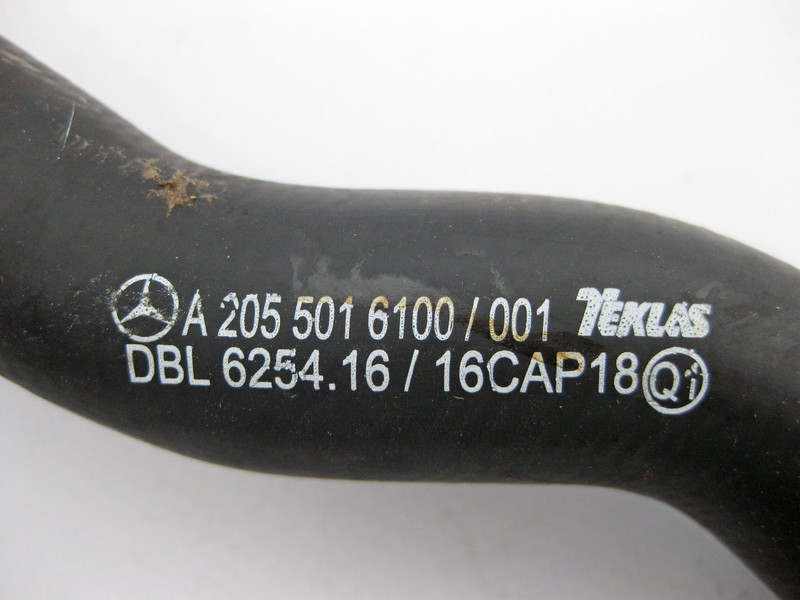 A 205 501 6100 / 001 TEKLAS
DBL 6254.16 / 16CAP18 Q1